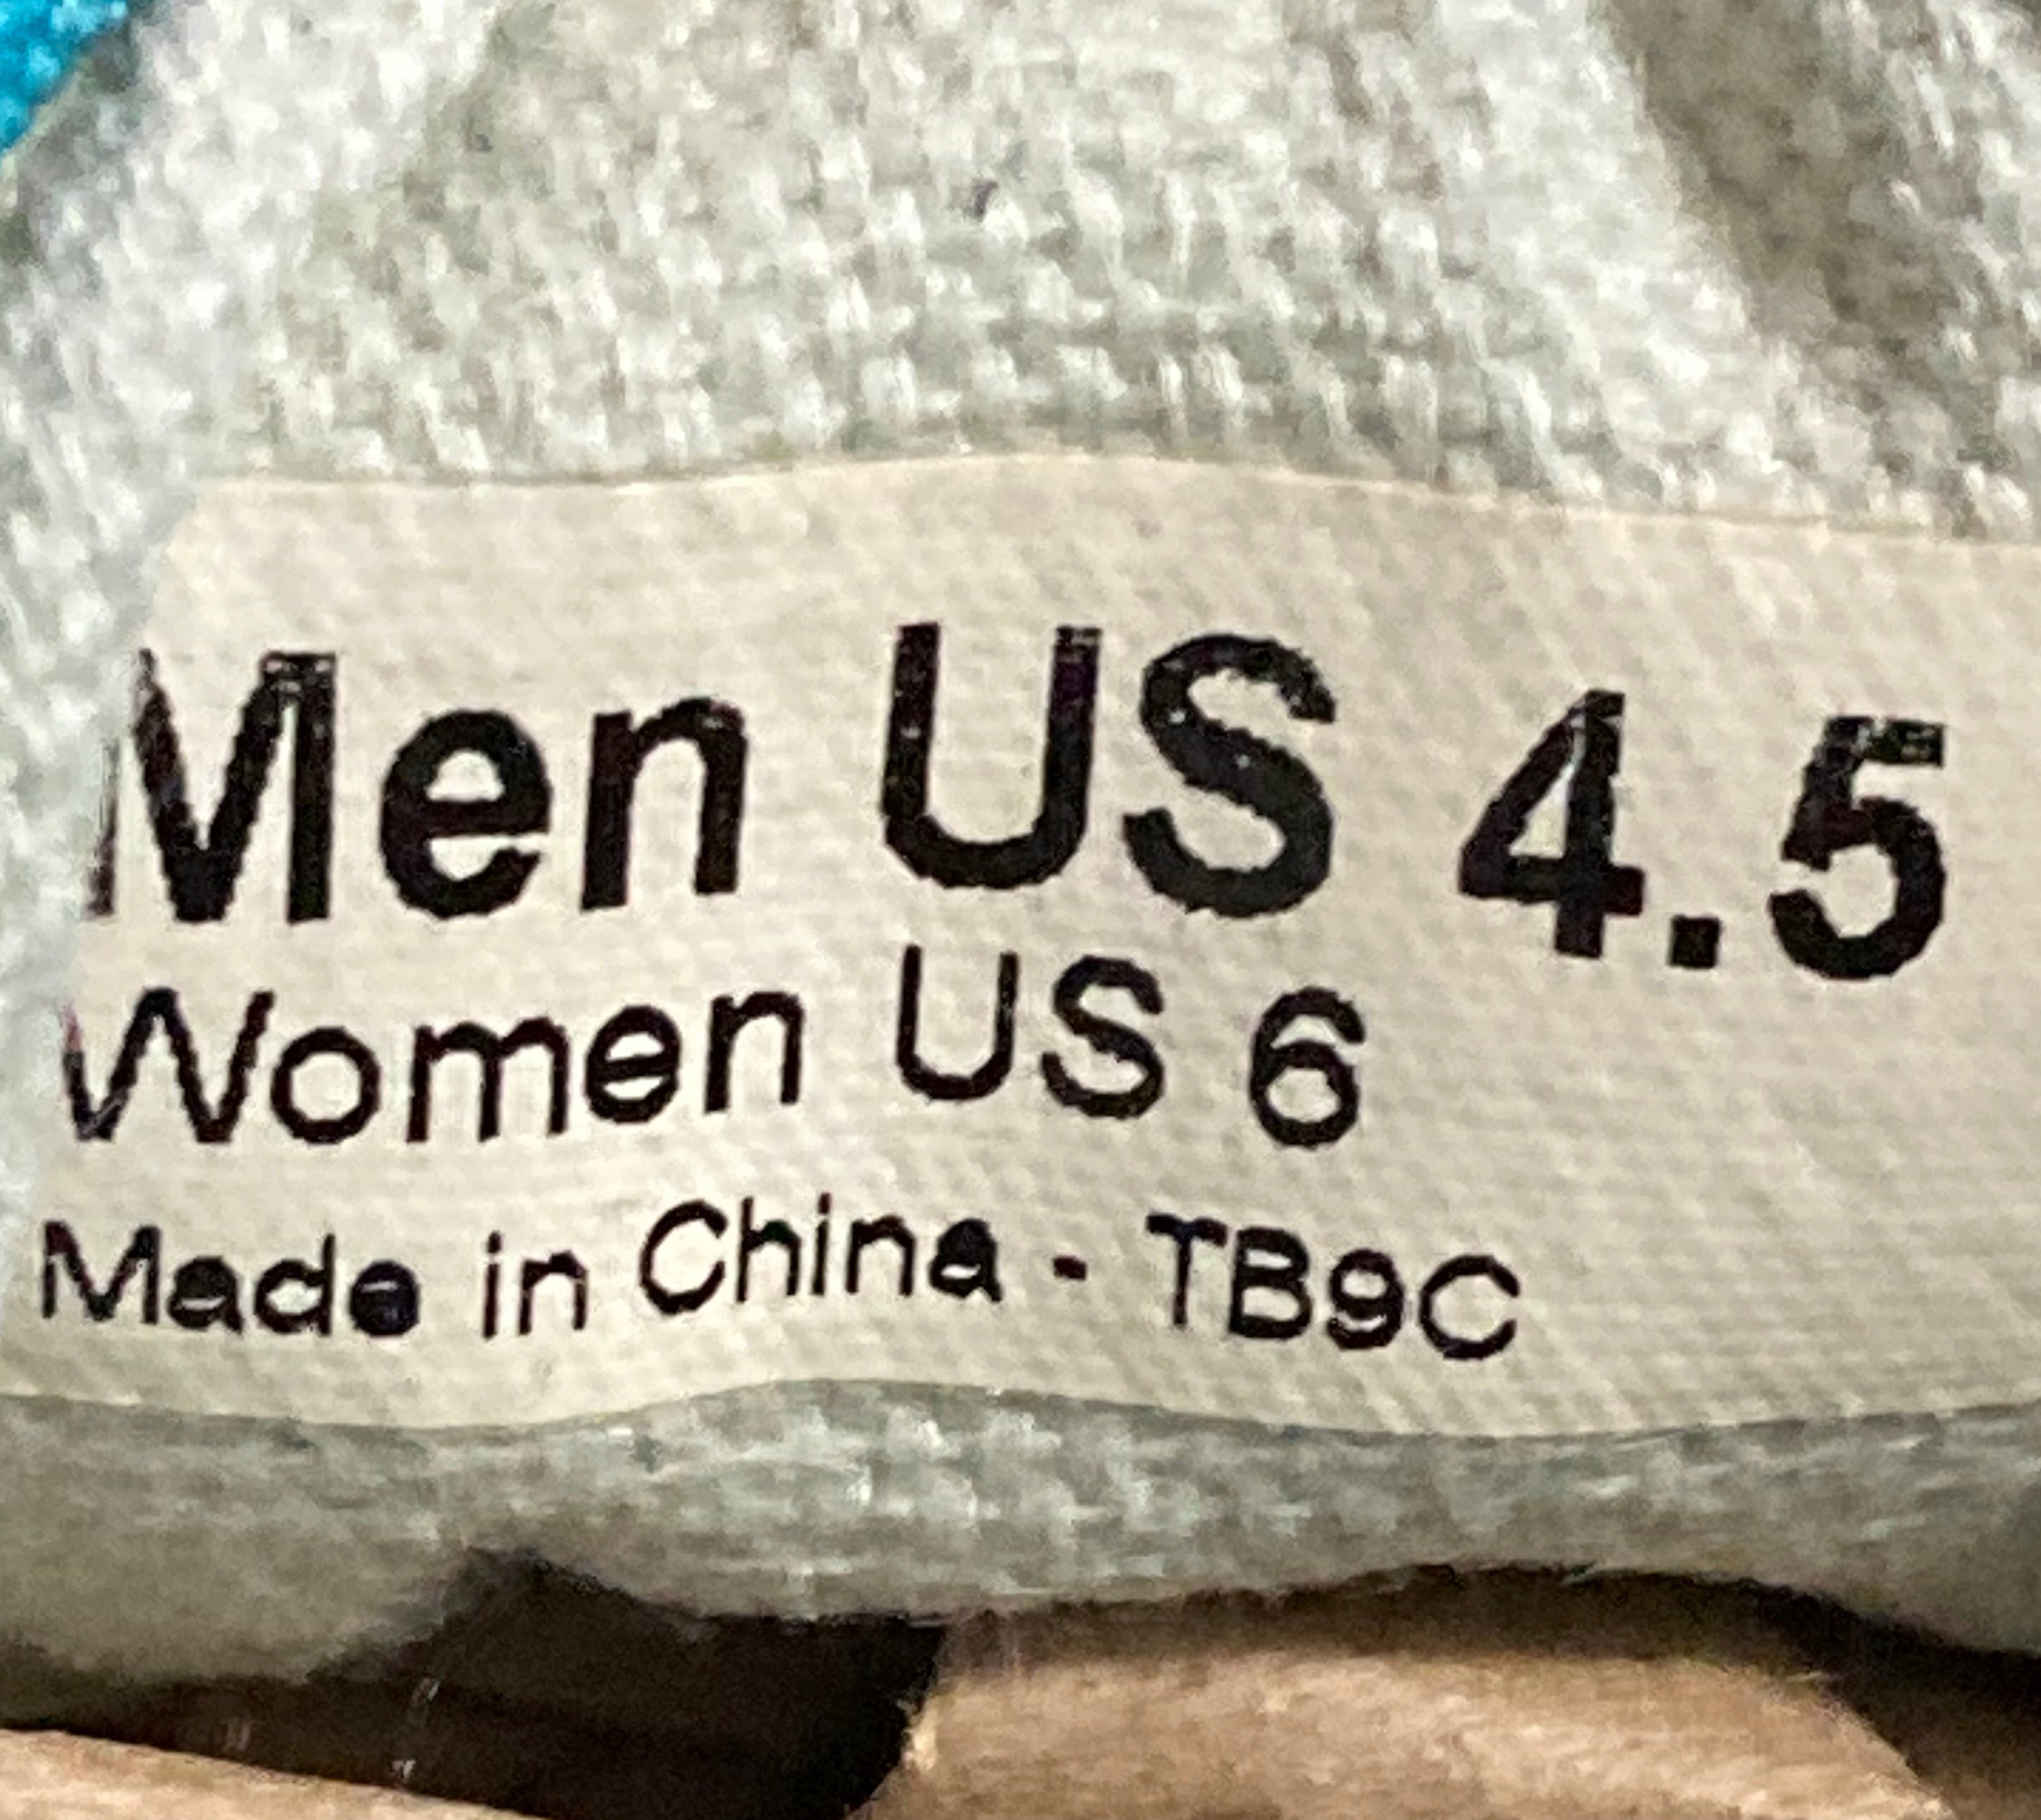 Men US 4.5
Women US 6
Made in China - TB9C